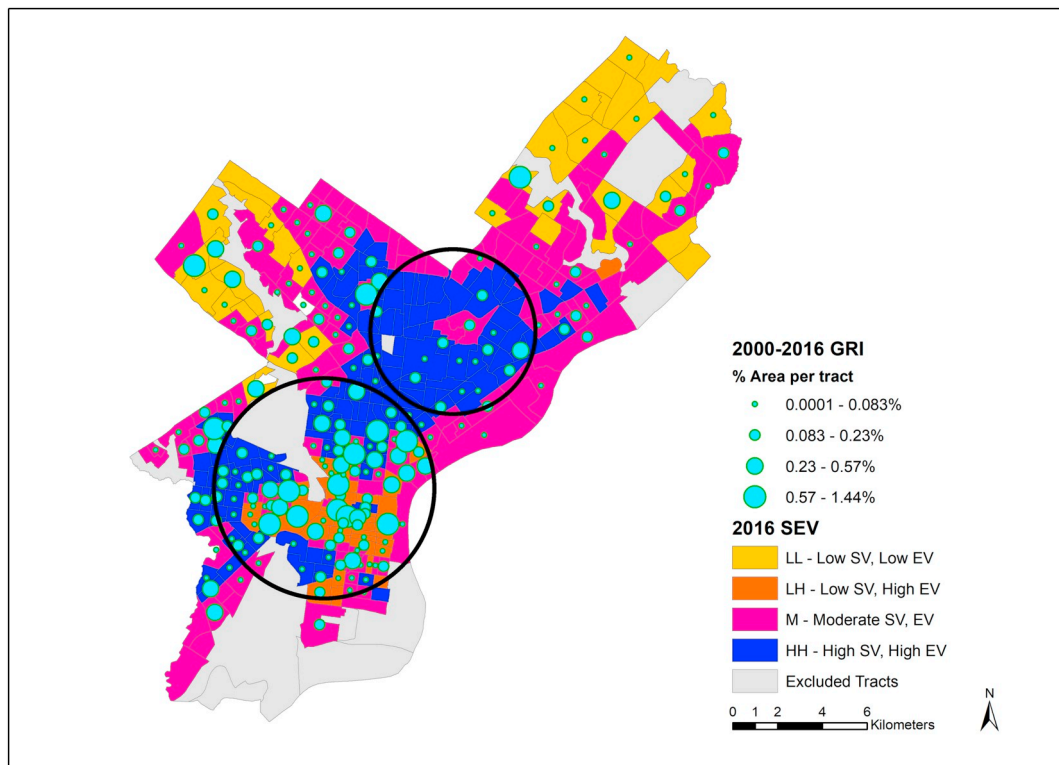 2000-2016 GRI
% Area per tract
0.0001 - 0.083%
0.083 - 0.23%
0.23 - 0.57%
0.57 - 1.44%
2016 SEV
LL - Low SV, Low EV
LH - Low SV, High EV
M - Moderate SV, EV
HH - High SV, High EV
Excluded Tracts
N
0 1 2 4 6
Kilometers